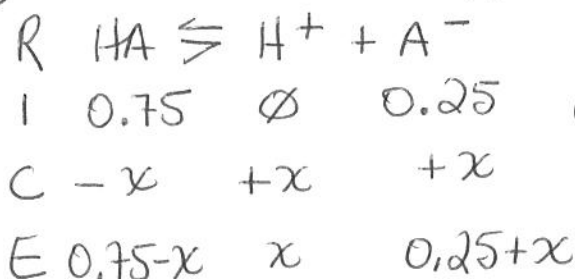 R HA ⇆ H⁺ + A⁻
I 0.75 Ø 0.25
C -x +x +x
E 0,75-x x 0,25+x